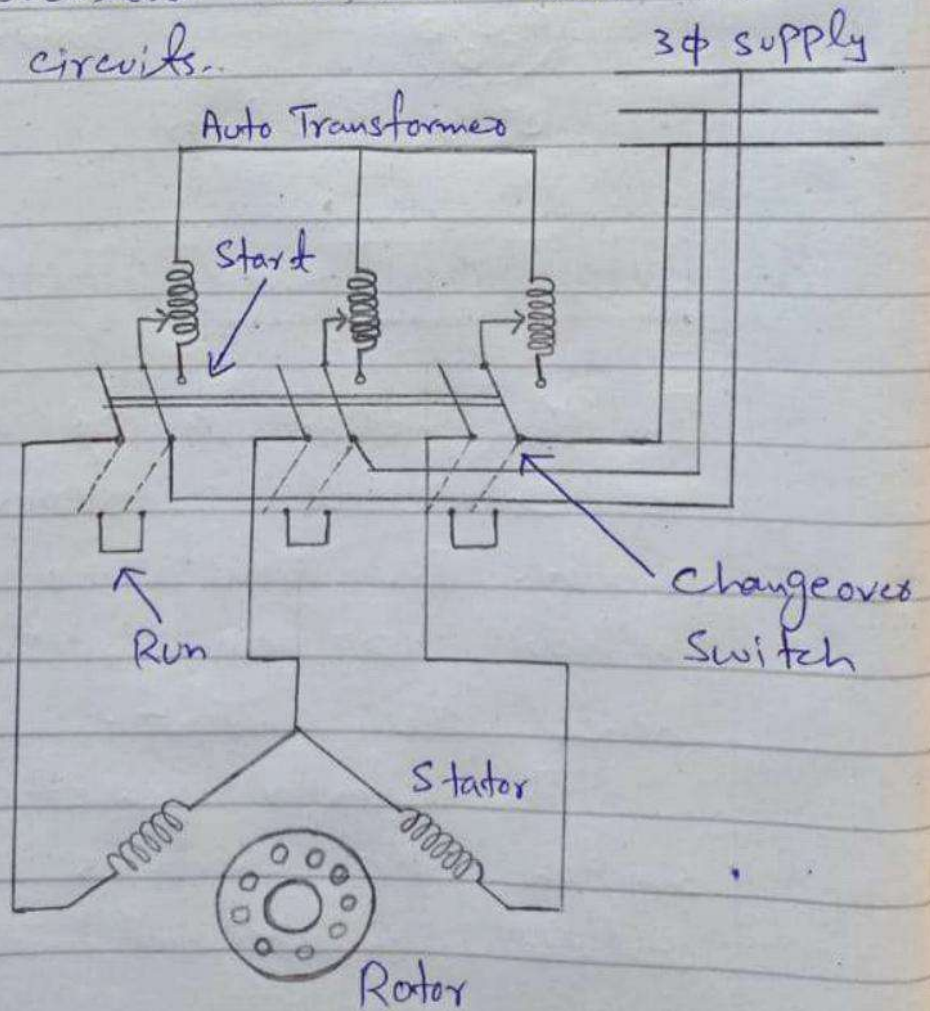 circuits..
3ϕ supply
Auto Transformer
Start
Changeover
Switch
Run
Stator
Rotor